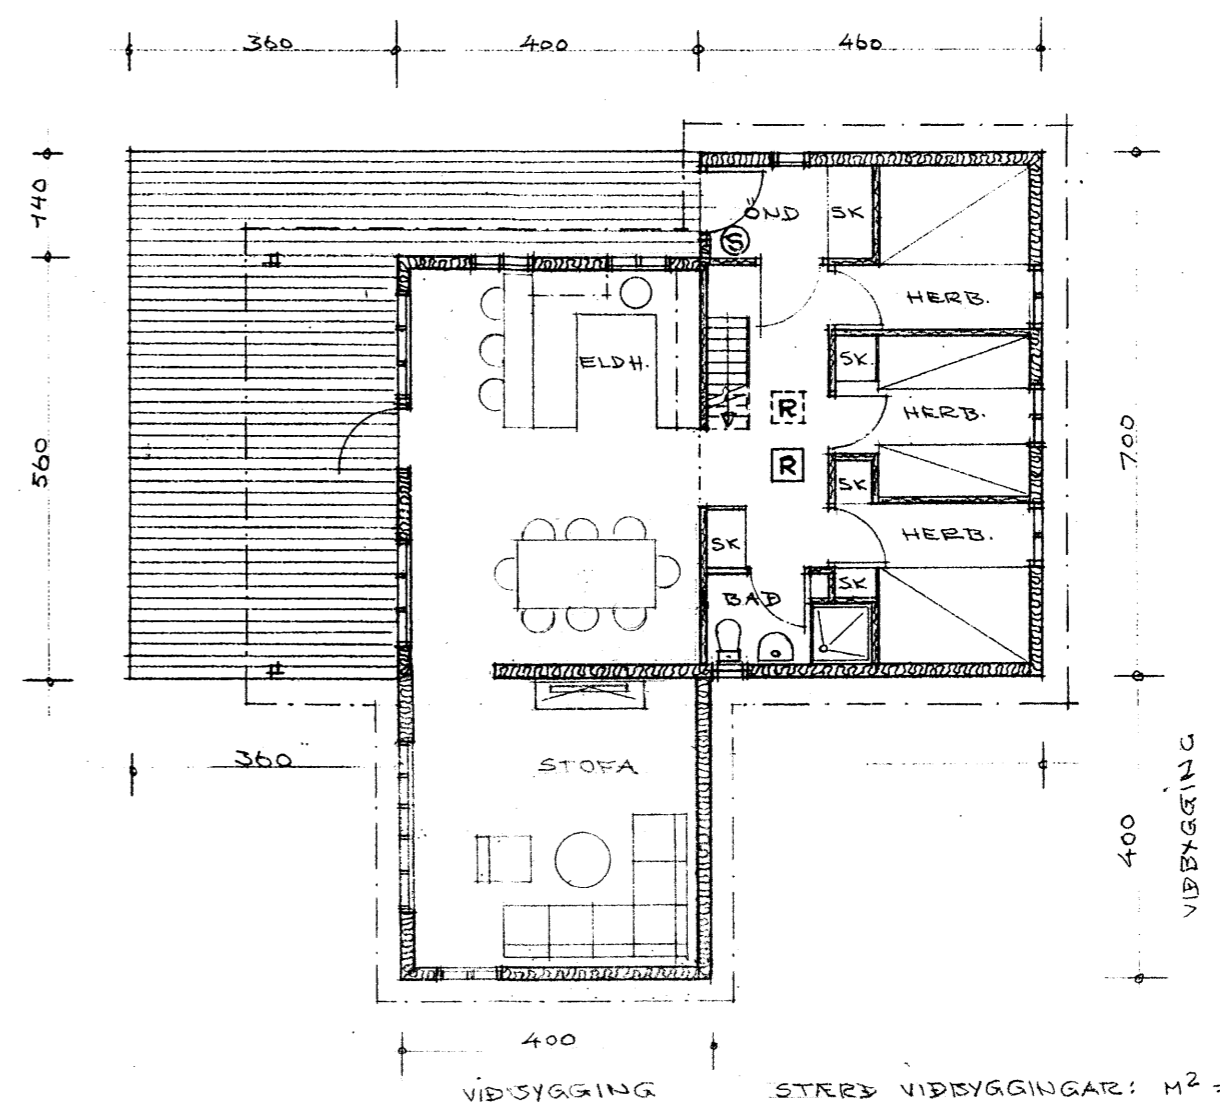 360 400 460
140
ÖND SK
S
HERB.
ELDH.
SK
R HERB.
560 700
R SK
HERB.
SK
SK
BAÐ
360 STOFA
400 VIÐBYGGING
400
VIÐBYGGING STÆRÐ VIÐBYGGINGAR: M² =